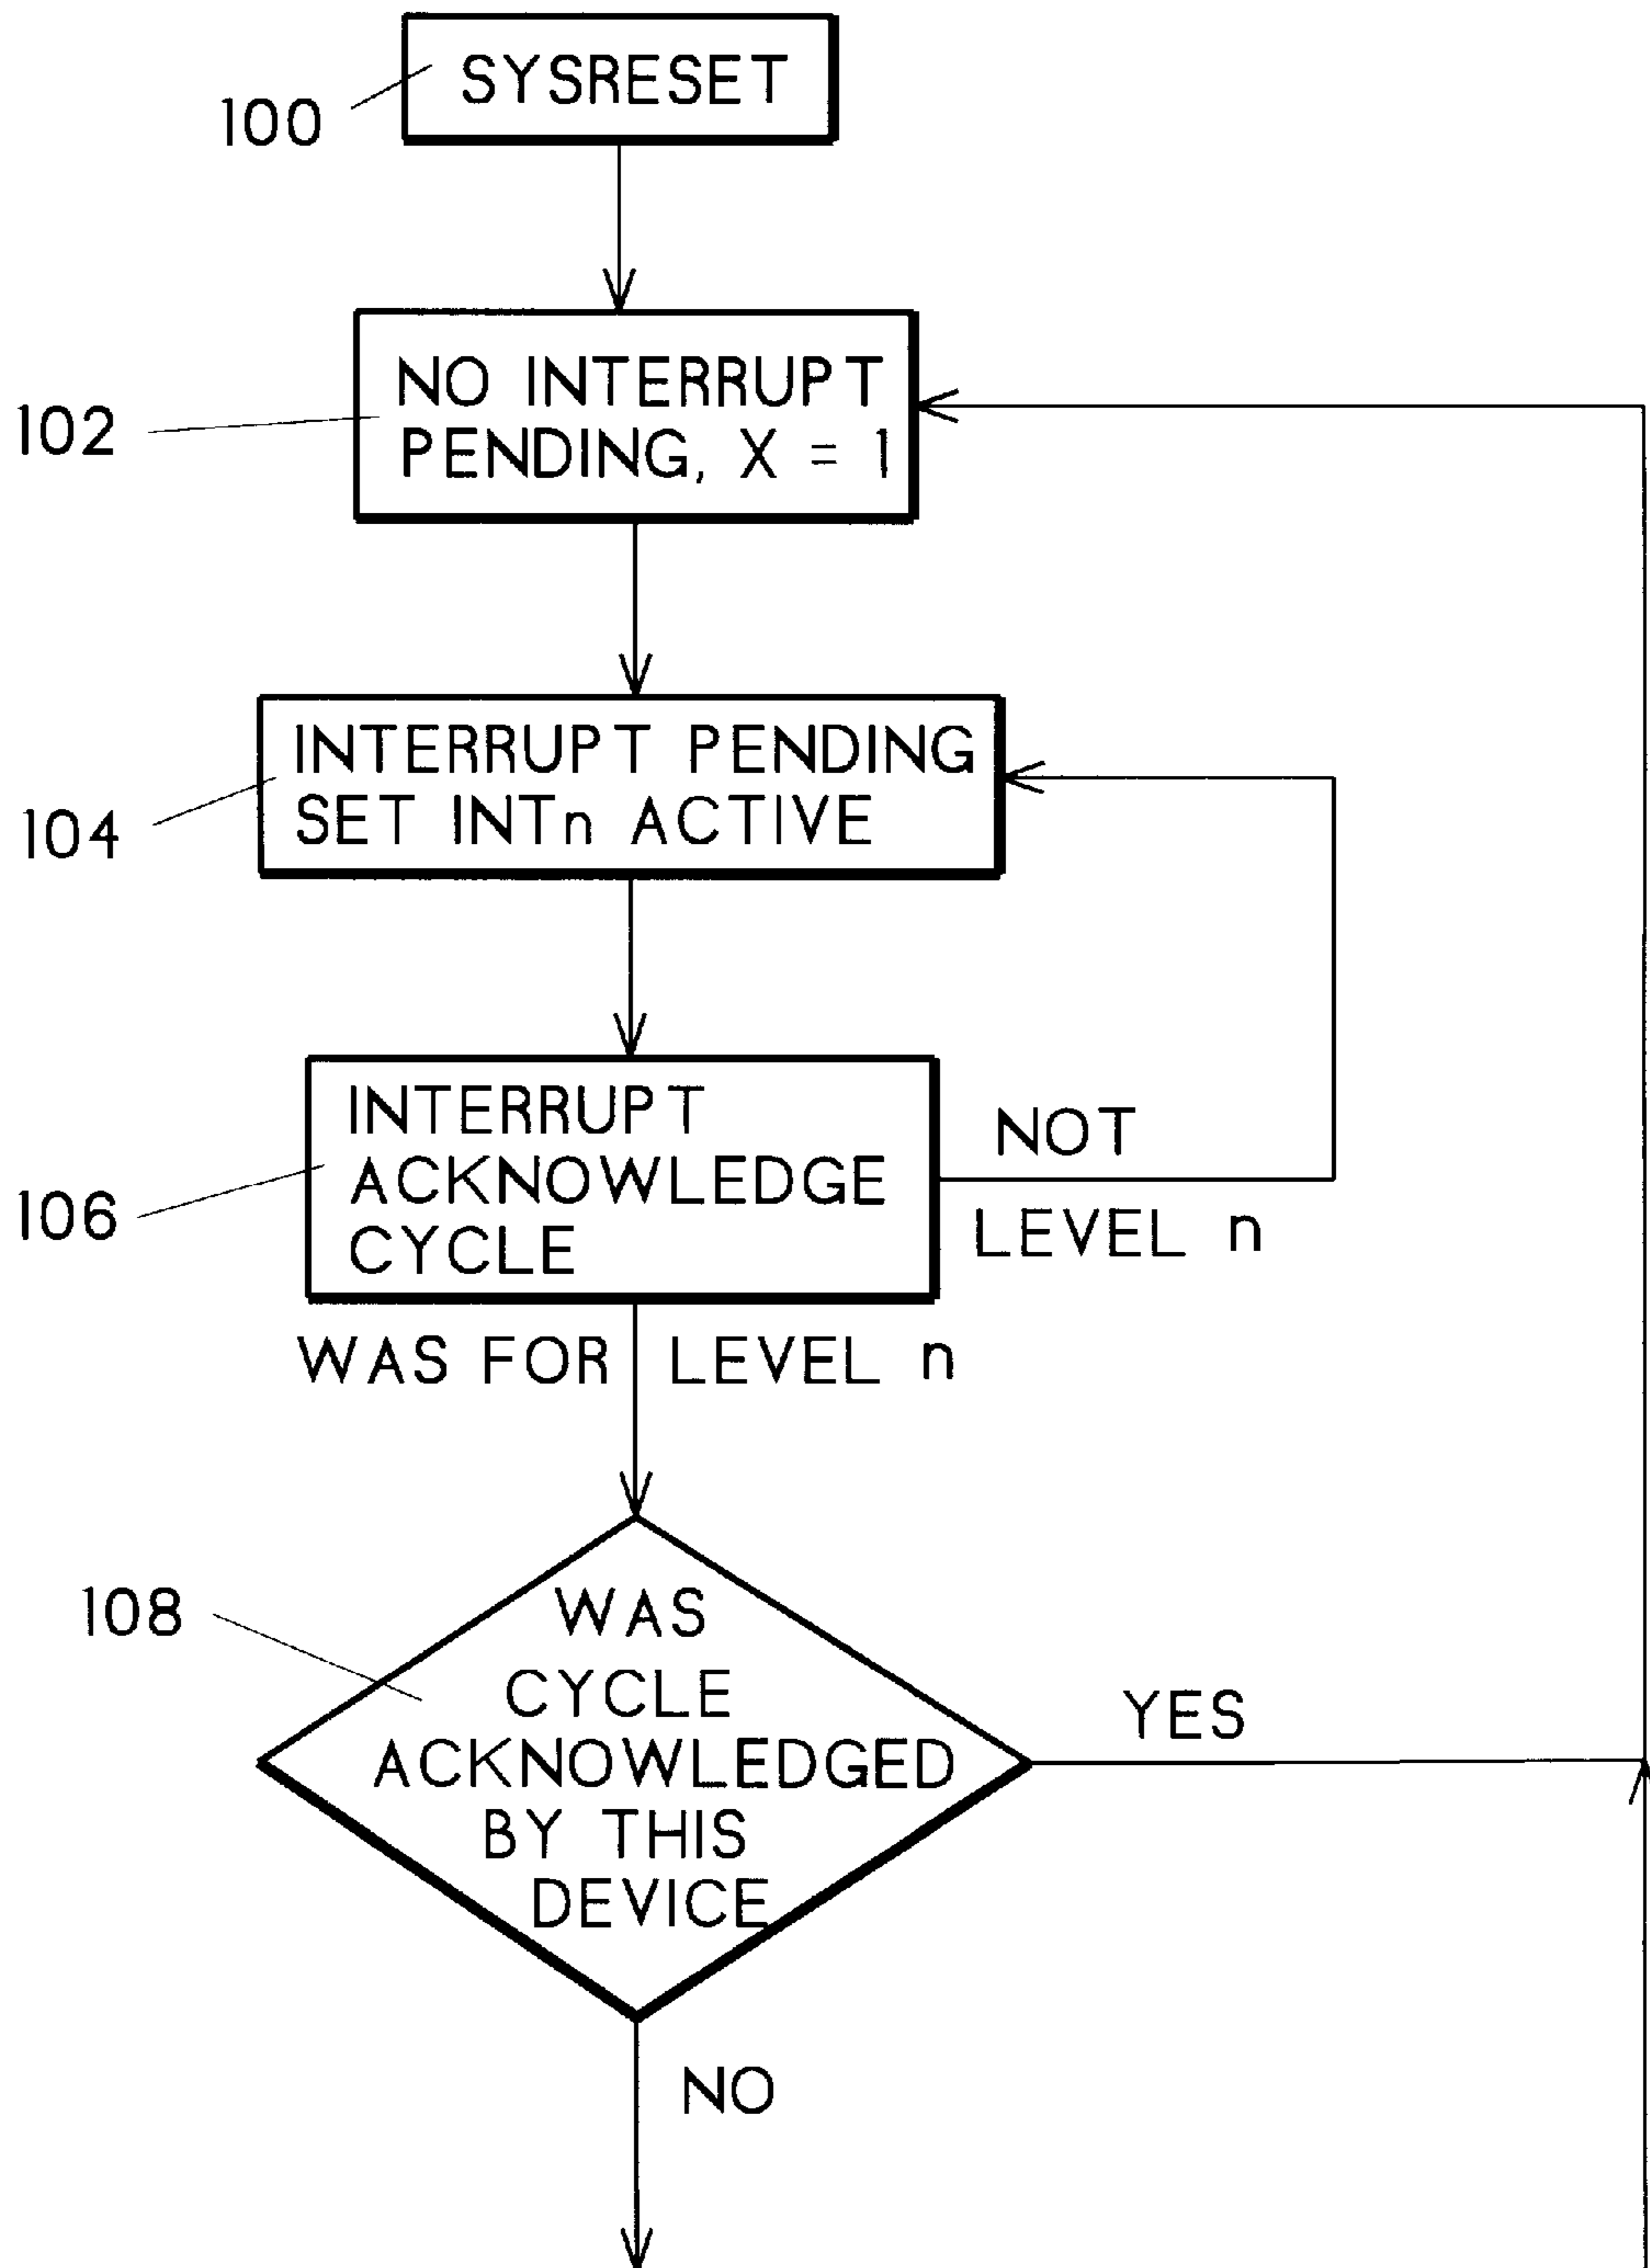 SYSRESET
100
NO INTERRUPT
PENDING, X = 1
102
INTERRUPT PENDING
SET INTn ACTIVE
104
INTERRUPT
ACKNOWLEDGE
CYCLE
106
NOT
LEVEL n
WAS FOR LEVEL n
108
WAS
CYCLE
ACKNOWLEDGED
BY THIS
DEVICE
YES
NO